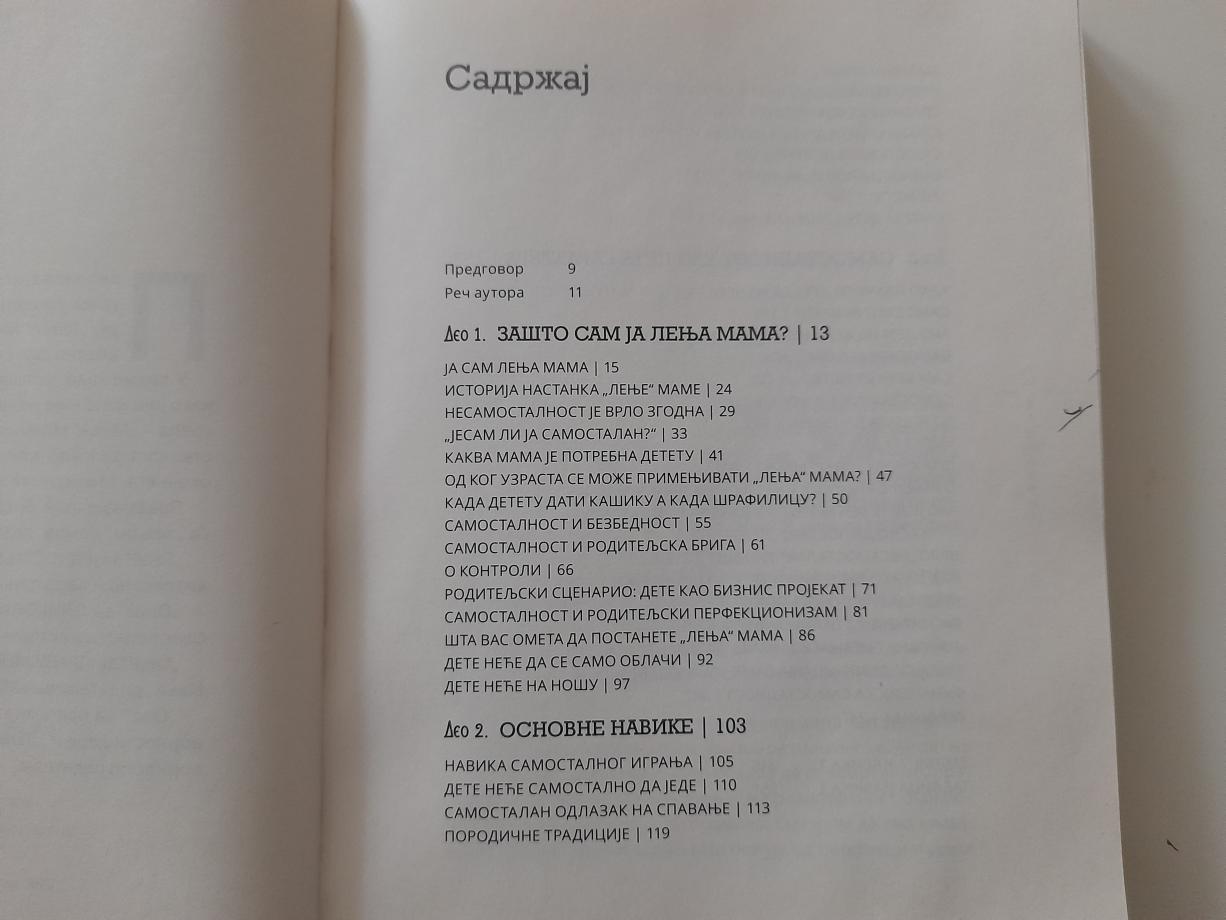 Садржај
Предговор 9
Реч аутора 11
Део 1. ЗАШТО САМ ЈА ЛЕЊА МАМА? | 13
ЈА САМ ЛЕЊА МАМА | 15
ИСТОРИЈА НАСТАНКА „ЛЕЊЕ“ МАМЕ | 24
НЕСАМОСТАЛНОСТ ЈЕ ВРЛО ЗГОДНА | 29
„ЈЕСАМ ЛИ ЈА САМОСТАЛАН?“ | 33
КАКВА МАМА ЈЕ ПОТРЕБНА ДЕТЕТУ | 41
ОД КОГ УЗРАСТА СЕ МОЖЕ ПРИМЕЊИВАТИ „ЛЕЊА“ МАМА? | 47
КАДА ДЕТЕТУ ДАТИ КАШИКУ А КАДА ШРАФИЛИЦУ? | 50
САМОСТАЛНОСТ И БЕЗБЕДНОСТ | 55
САМОСТАЛНОСТ И РОДИТЕЉСКА БРИГА | 61
О КОНТРОЛИ | 66
РОДИТЕЉСКИ СЦЕНАРИО: ДЕТЕ КАО БИЗНИС ПРОЈЕКАТ | 71
САМОСТАЛНОСТ И РОДИТЕЉСКИ ПЕРФЕКЦИОНИЗАМ | 81
ШТА ВАС ОМЕТА ДА ПОСТАНЕТЕ „ЛЕЊА“ МАМА | 86
ДЕТЕ НЕЋЕ ДА СЕ САМО ОБЛАЧИ | 92
ДЕТЕ НЕЋЕ НА НОШУ | 97
Део 2. ОСНОВНЕ НАВИКЕ | 103
НАВИКА САМОСТАЛНОГ ИГРАЊА | 105
ДЕТЕ НЕЋЕ САМОСТАЛНО ДА ЈЕДЕ | 110
САМОСТАЛАН ОДЛАЗАК НА СПАВАЊЕ | 113
ПОРОДИЧНЕ ТРАДИЦИЈЕ | 119